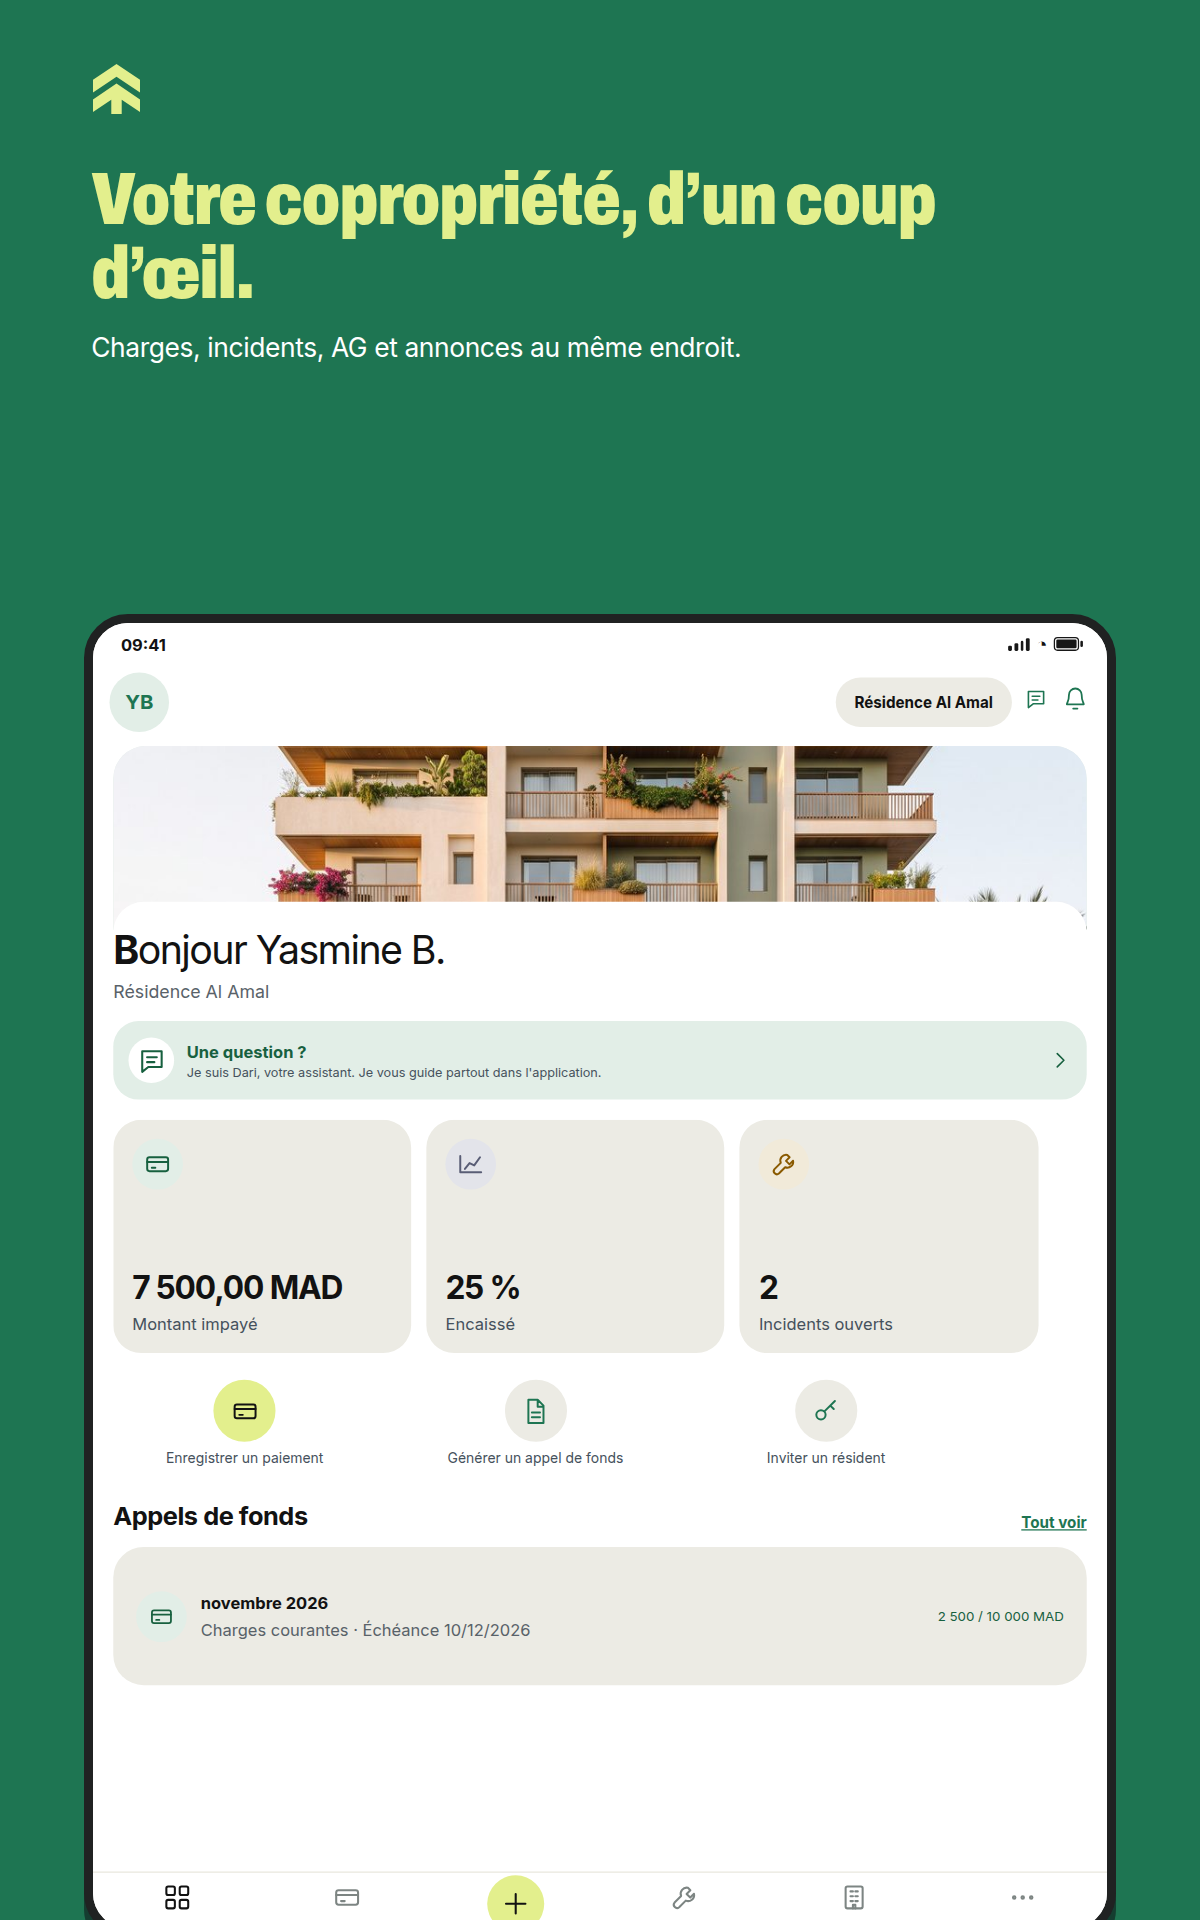 Votre copropriété, d’un coup
d’œil.
Charges, incidents, AG et annonces au même endroit.
09:41
YB
Résidence Al Amal
Bonjour Yasmine B.
Résidence Al Amal
Une question ?
Je suis Dari, votre assistant. Je vous guide partout dans l'application.
7 500,00 MAD
Montant impayé
25 %
Encaissé
2
Incidents ouverts
Enregistrer un paiement
Générer un appel de fonds
Inviter un résident
Appels de fonds
Tout voir
novembre 2026
Charges courantes · Échéance 10/12/2026
2 500 / 10 000 MAD